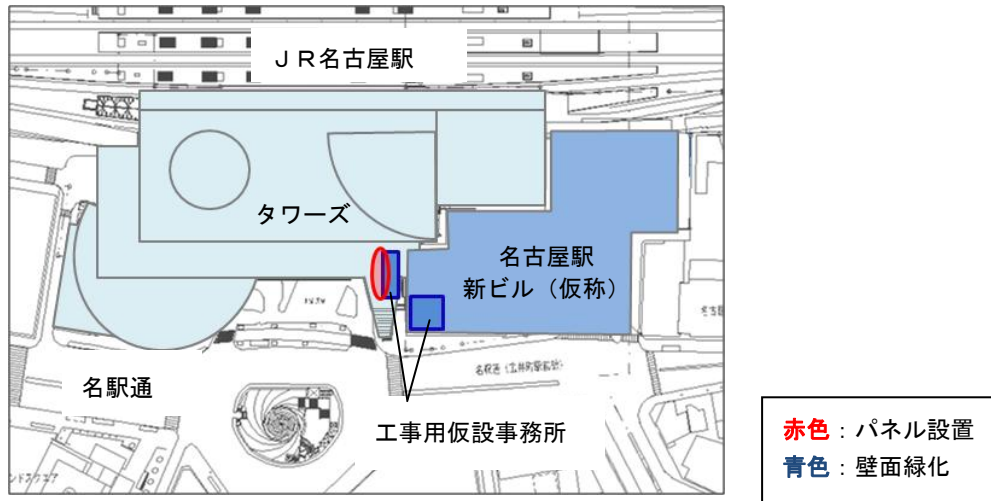 ＪＲ名古屋駅
タワーズ
名古屋駅
新ビル（仮称）
名駅通
工事用仮設事務所
赤色：パネル設置
青色：壁面緑化